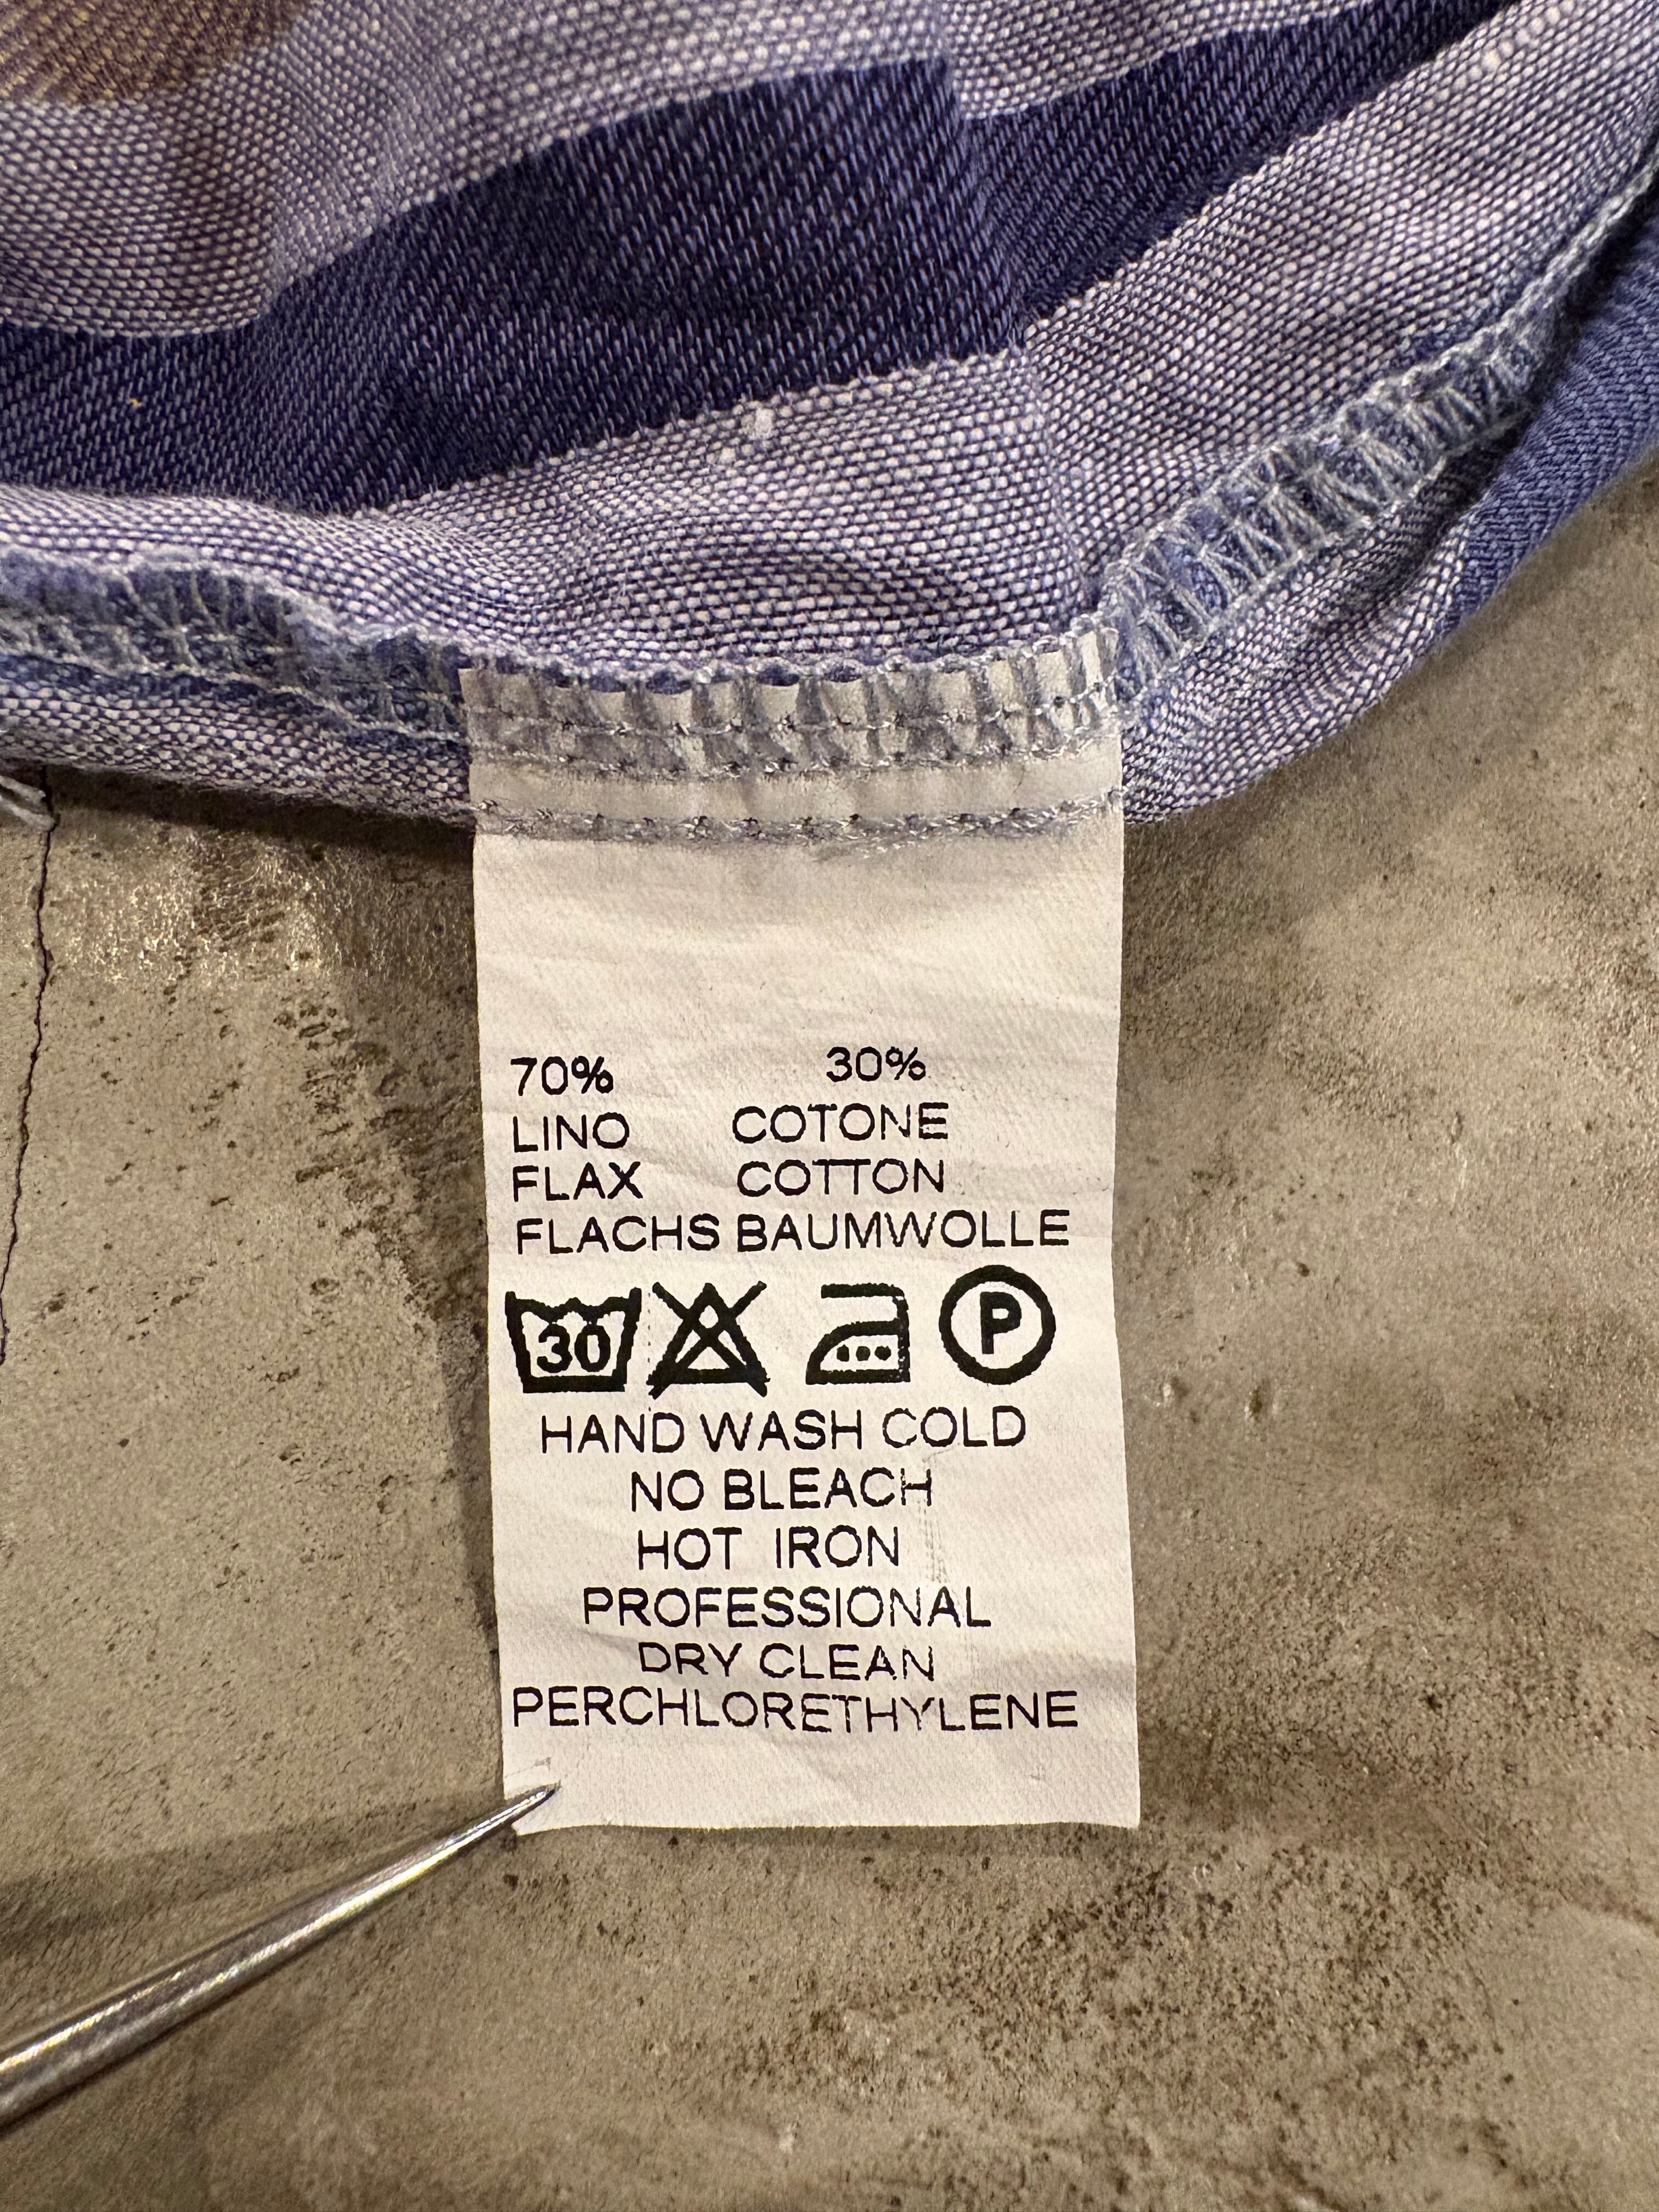 70% 30%
LINO COTONE
FLAX COTTON
FLACHS BAUMWOLLE
30 P
HAND WASH COLD
NO BLEACH
HOT IRON
PROFESSIONAL
DRY CLEAN
PERCHLORETHYLENE